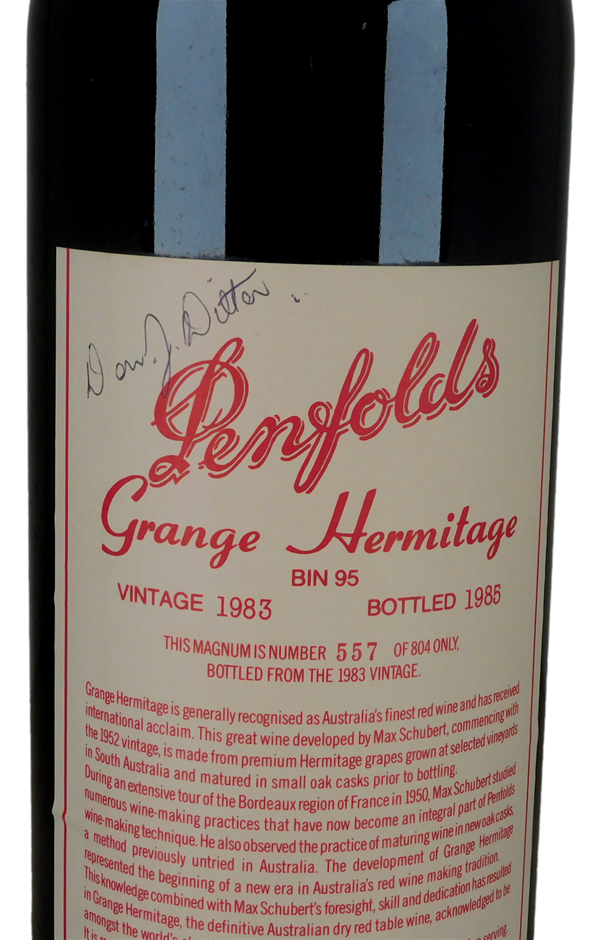 Don. J. Ditter
Penfolds
Grange Hermitage
BIN 95
VINTAGE 1983 BOTTLED 1985
THIS MAGNUM IS NUMBER 557 OF 804 ONLY,
BOTTLED FROM THE 1983 VINTAGE.
Grange Hermitage is generally recognised as Australia's finest red wine and has received
international acclaim. This great wine developed by Max Schubert, commencing with
the 1952 vintage, is made from premium Hermitage grapes grown at selected vineyards
in South Australia and matured in small oak casks prior to bottling.
During an extensive tour of the Bordeaux region of France in 1950, Max Schubert studied
numerous wine-making practices that have now become an integral part of Penfolds
wine-making technique. He also observed the practice of maturing wine in new oak casks,
a method previously untried in Australia. The development of Grange Hermitage
represented the beginning of a new era in Australia's red wine making tradition.
This knowledge combined with Max Schubert's foresight, skill and dedication has resulted
in Grange Hermitage, the definitive Australian dry red table wine, acknowledged to be
amongst the world's
It is serving.